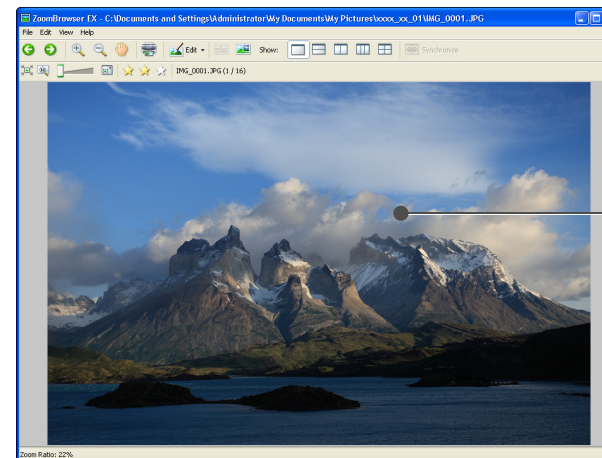 ZoomBrowser EX - C:\Documents and Settings\Administrator\My Documents\My Pictures\xxxx_xx_01\IMG_0001.JPG
File Edit View Help
Edit Show: Synchronize
IMG_0001.JPG (1 / 16)
Zoom Ratio: 22%